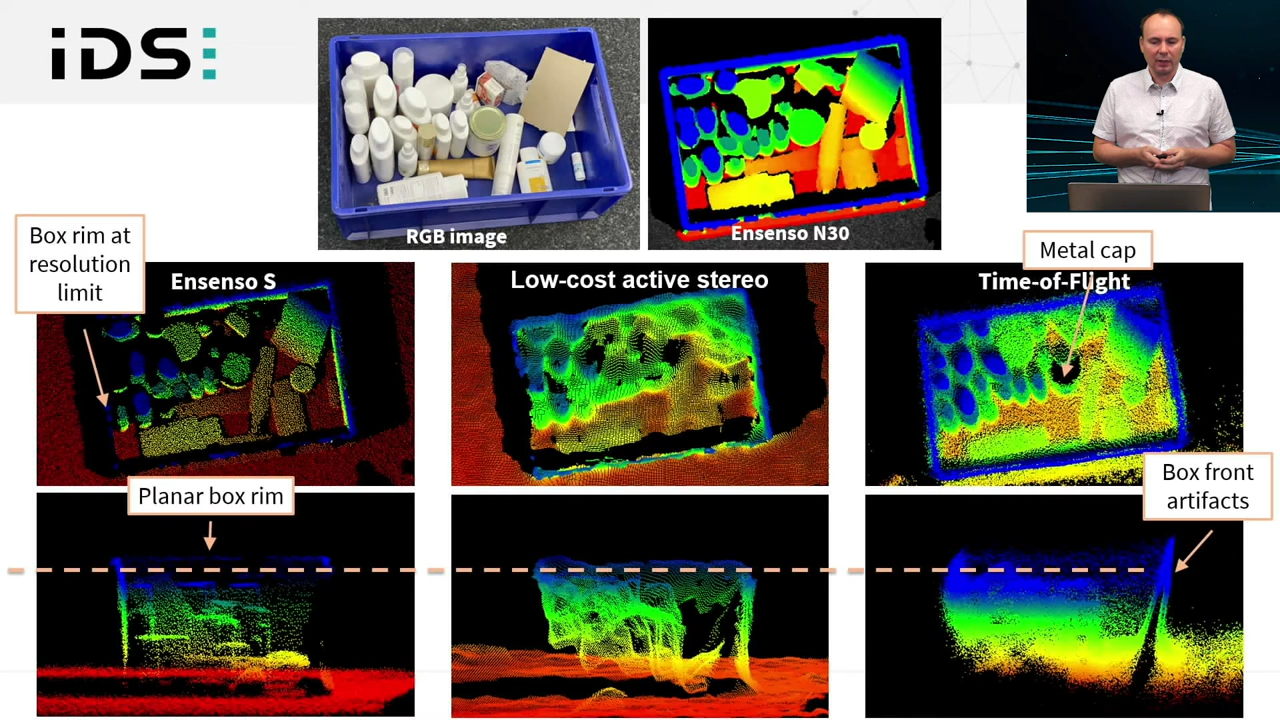 iDS
RGB image
Ensenso N30
Box rim at
resolution
limit
Ensenso S
Low-cost active stereo
Metal cap
Time-of-Flight
Planar box rim
Box front
artifacts